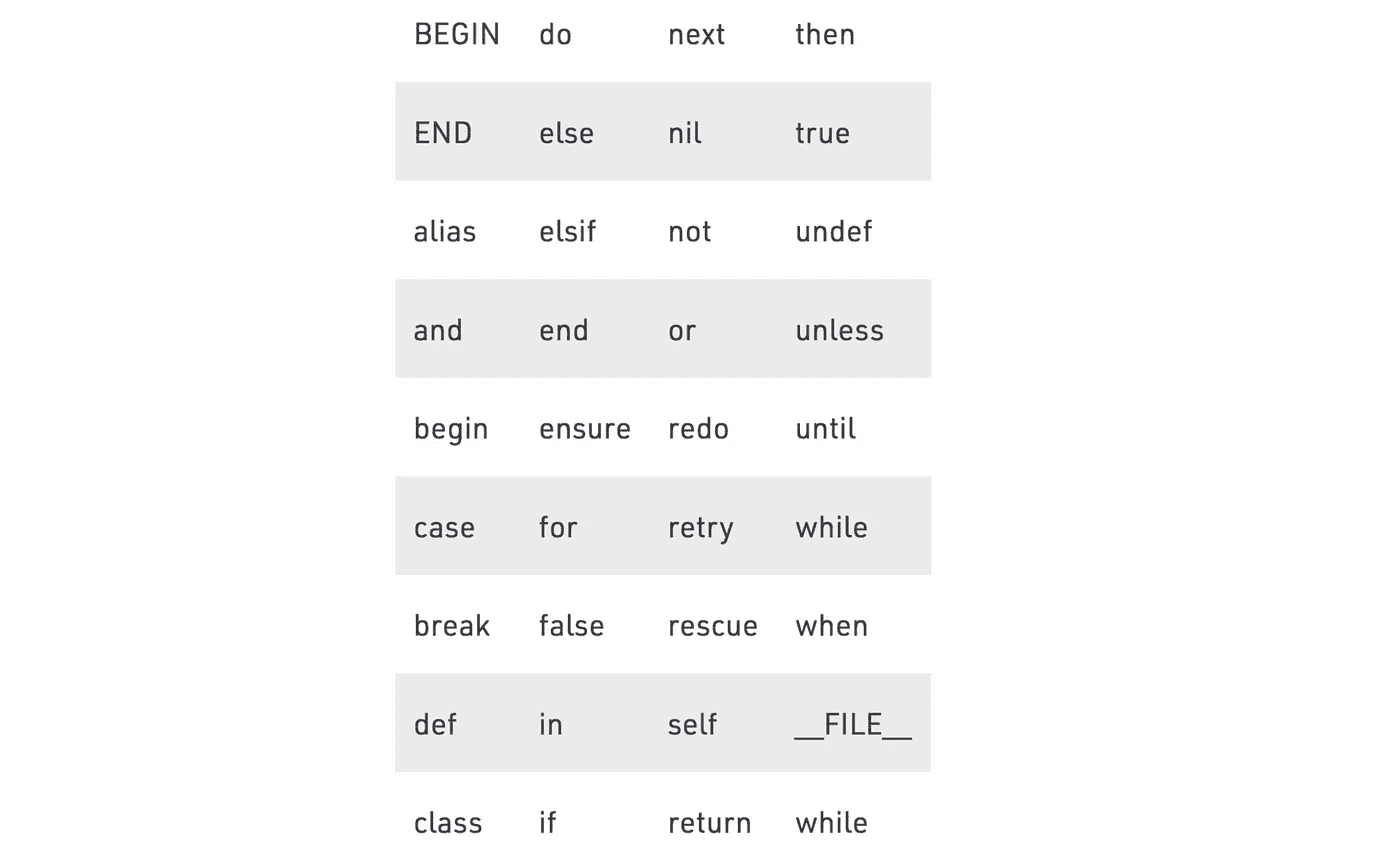 BEGIN do next then
END else nil true
alias elsif not undef
and end or unless
begin ensure redo until
case for retry while
break false rescue when
def in self __FILE__
class if return while